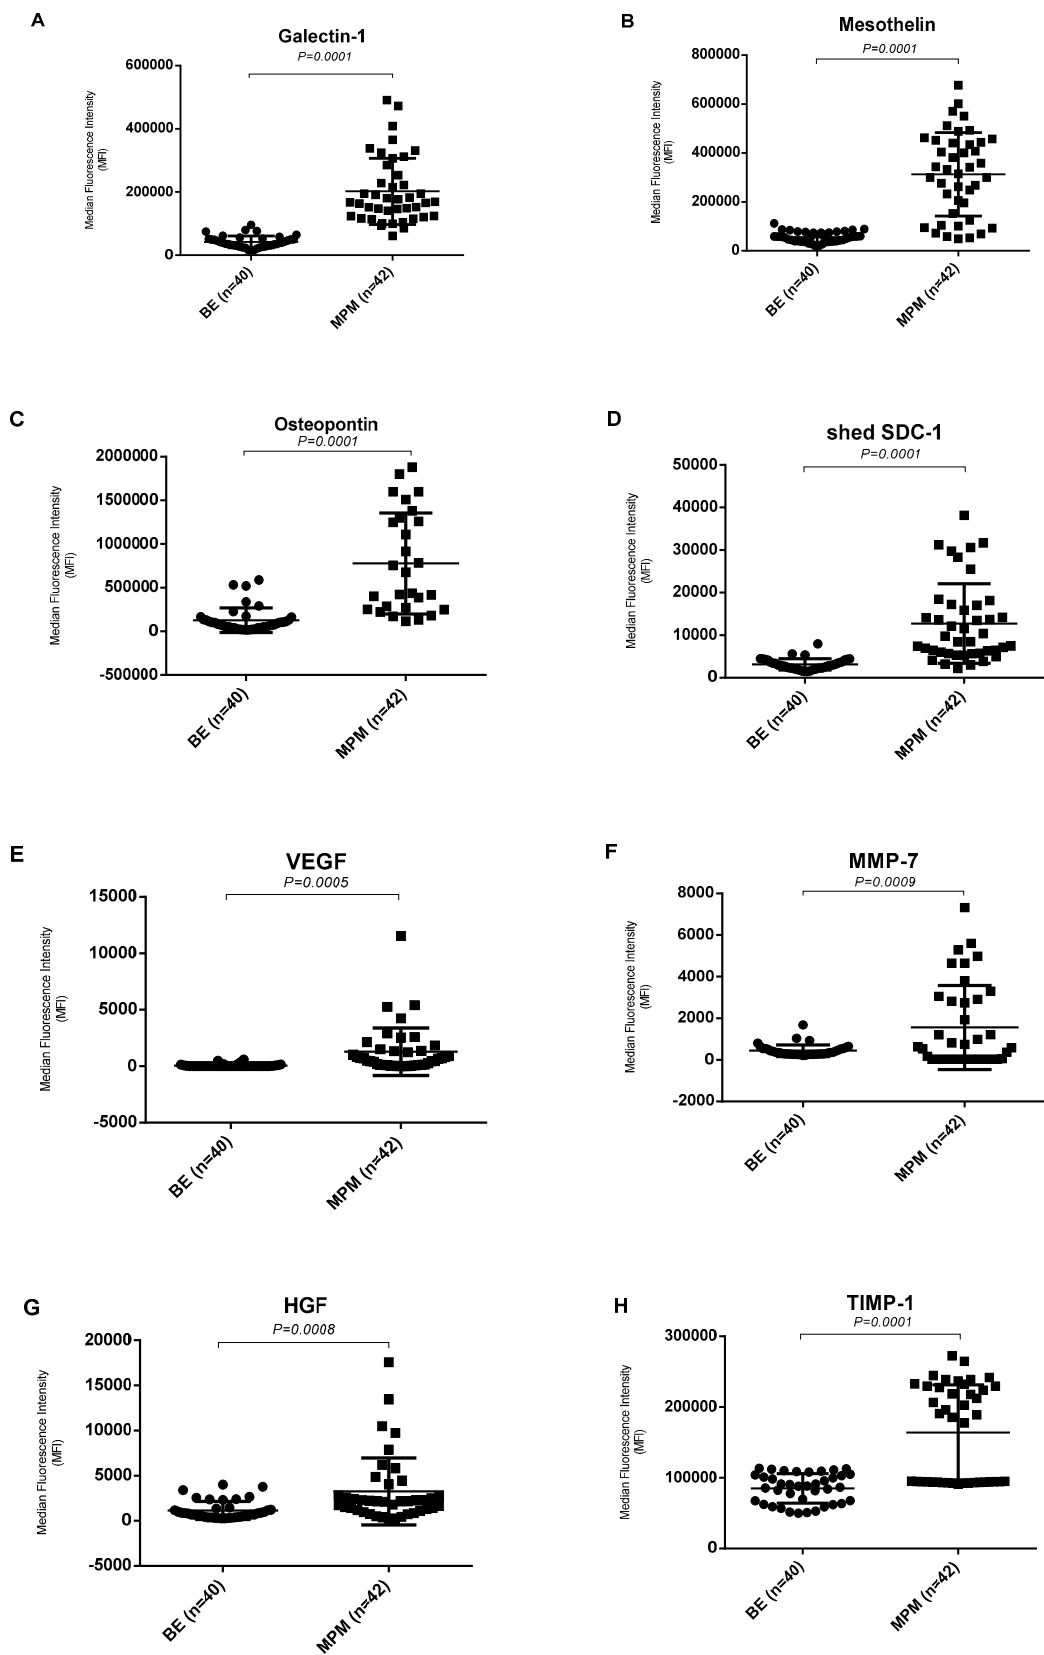 A
Galectin-1
P=0.0001
Median Fluorescence Intensity
(MFI)
600000
400000
200000
0
BE (n=40)
MPM (n=42)
B
Mesothelin
P=0.0001
Median Fluorescence Intensity
(MFI)
800000
600000
400000
200000
0
BE (n=40)
MPM (n=42)
C
Osteopontin
P=0.0001
Median Fluorescence Intensity
(MFI)
2000000
1500000
1000000
500000
0
-500000
BE (n=40)
MPM (n=42)
D
shed SDC-1
P=0.0001
Median Fluorescence Intensity
(MFI)
50000
40000
30000
20000
10000
0
BE (n=40)
MPM (n=42)
E
VEGF
P=0.0005
Median Fluorescence Intensity
(MFI)
15000
10000
5000
0
-5000
BE (n=40)
MPM (n=42)
F
MMP-7
P=0.0009
Median Fluorescence Intensity
(MFI)
8000
6000
4000
2000
0
-2000
BE (n=40)
MPM (n=42)
G
HGF
P=0.0008
Median Fluorescence Intensity
(MFI)
20000
15000
10000
5000
0
-5000
BE (n=40)
MPM (n=42)
H
TIMP-1
P=0.0001
Median Fluorescence Intensity
(MFI)
300000
200000
100000
0
BE (n=40)
MPM (n=42)